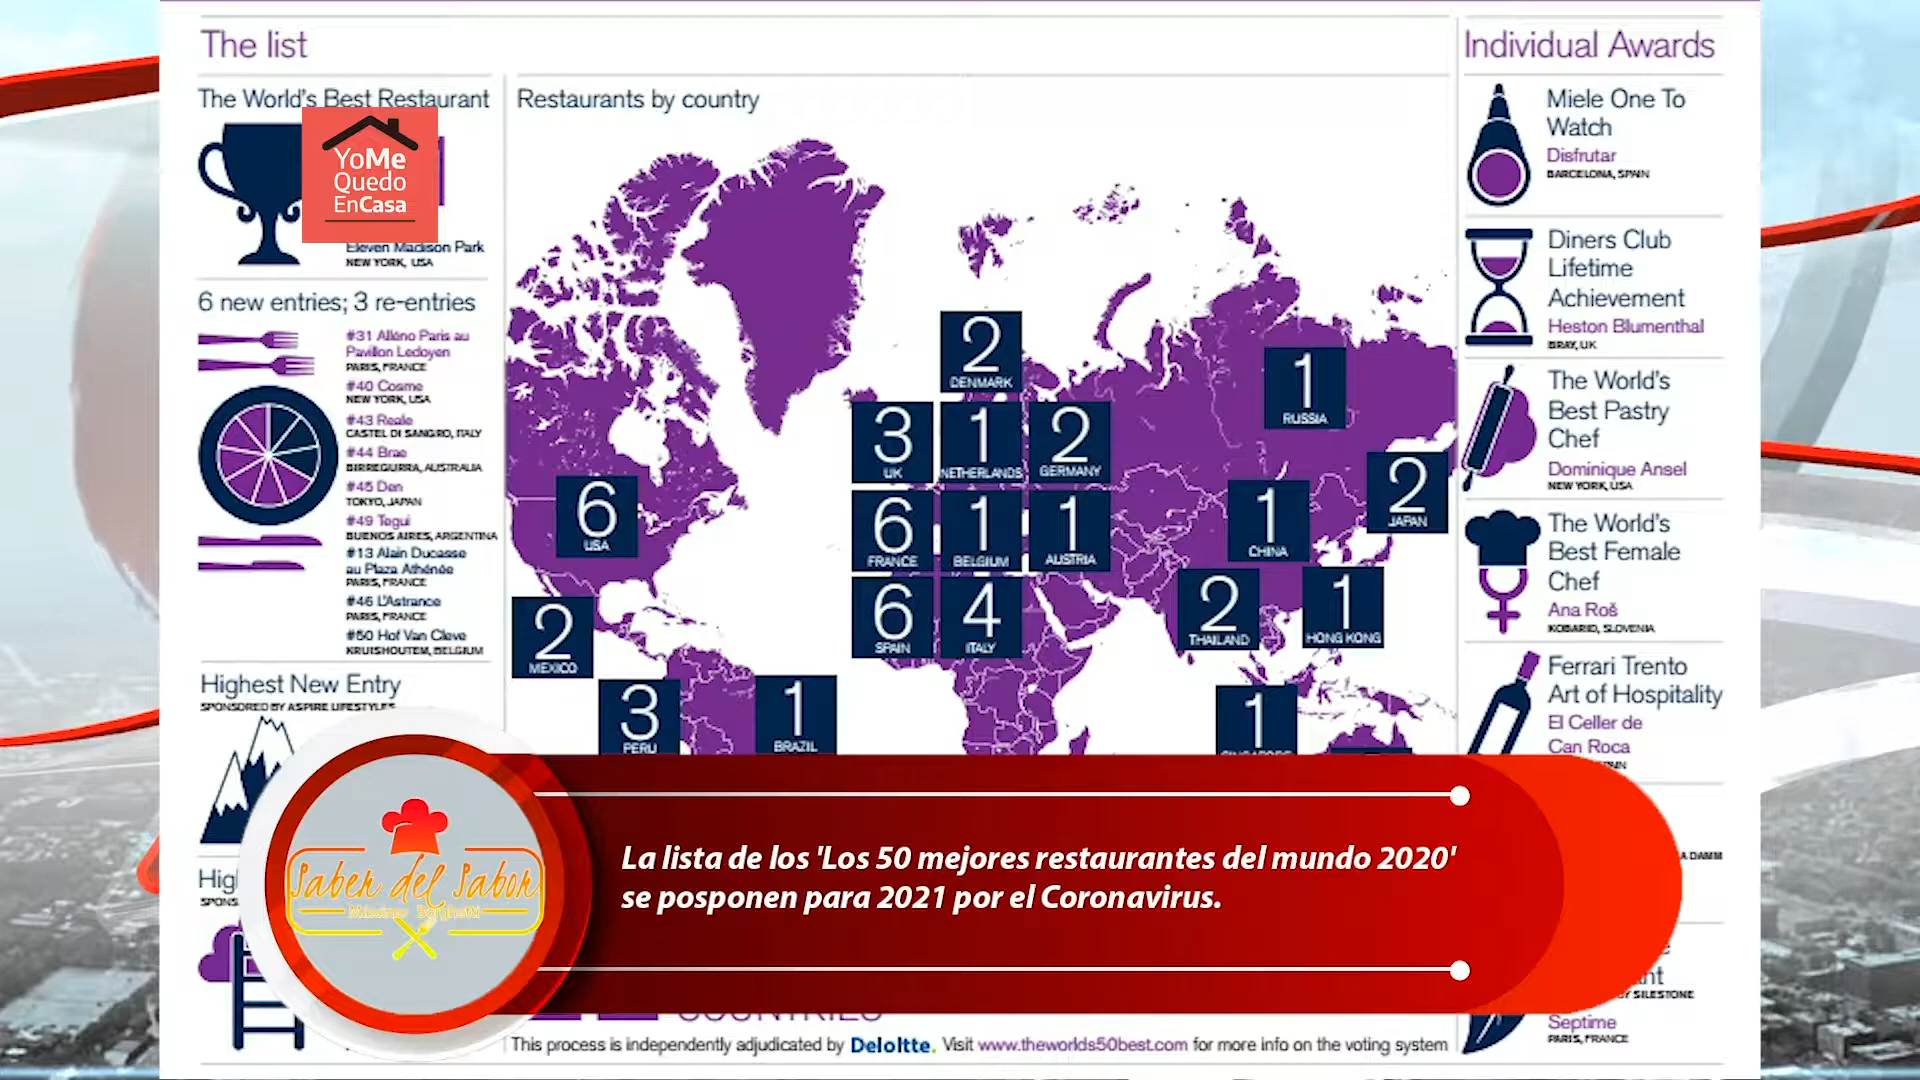 The list
The World's Best Restaurant
YoMe
Quedo
EnCasa
Eleven Madison Park
NEW YORK, USA
6 new entries; 3 re-entries
#31 Alléno Paris au
Pavillon Ledoyen
PARIS, FRANCE
#40 Cosme
NEW YORK, USA
#43 Reale
CASTEL DI SANGRO, ITALY
#44 Brae
BIRREGURRA, AUSTRALIA
#45 Den
TOKYO, JAPAN
#49 Tegui
BUENOS AIRES, ARGENTINA
#13 Alain Ducasse
au Plaza Athénée
PARIS, FRANCE
#46 L'Astrance
PARIS, FRANCE
#50 Hof Van Cleve
KRUISHOUTEM, BELGIUM
Highest New Entry
SPONSORED BY ASPIRE LIFESTYLES
Restaurants by country
2
DENMARK
1
RUSSIA
3
UK
1
NETHERLANDS
2
GERMANY
6
USA
6
FRANCE
1
BELGIUM
1
AUSTRIA
1
CHINA
2
JAPAN
2
MEXICO
6
SPAIN
4
ITALY
2
THAILAND
1
HONG KONG
3
PERU
1
BRAZIL
1
SINGAPORE
COUNTRIES
This process is independently adjudicated by Deloitte. Visit www.theworlds50best.com for more info on the voting system
Individual Awards
Miele One To
Watch
Disfrutar
BARCELONA, SPAIN
Diners Club
Lifetime
Achievement
Heston Blumenthal
BRAY, UK
The World's
Best Pastry
Chef
Dominique Ansel
NEW YORK, USA
The World's
Best Female
Chef
Ana Roš
KOBARID, SLOVENIA
Ferrari Trento
Art of Hospitality
El Celler de
Can Roca
A DAMM
BY SILESTONE
Septime
PARIS, FRANCE
Saber del Sabor
La lista de los 'Los 50 mejores restaurantes del mundo 2020'
se posponen para 2021 por el Coronavirus.